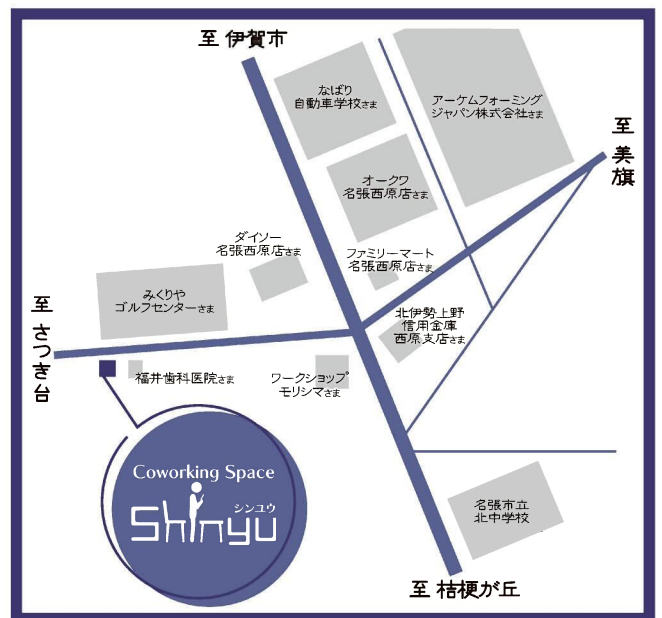 至 伊賀市
なばり
自動車学校さま
アーケムフォーミング
ジャパン株式会社さま
至 美旗
オークワ
名張西原店さま
ダイソー
名張西原店さま
ファミリーマート
名張西原店さま
みくりや
ゴルフセンターさま
至 さつき台
北伊勢上野
信用金庫
西原支店さま
福井歯科医院さま
ワークショップ
モリシマさま
Coworking Space
シンユウ
Shinyu
名張市立
北中学校
至 桔梗が丘